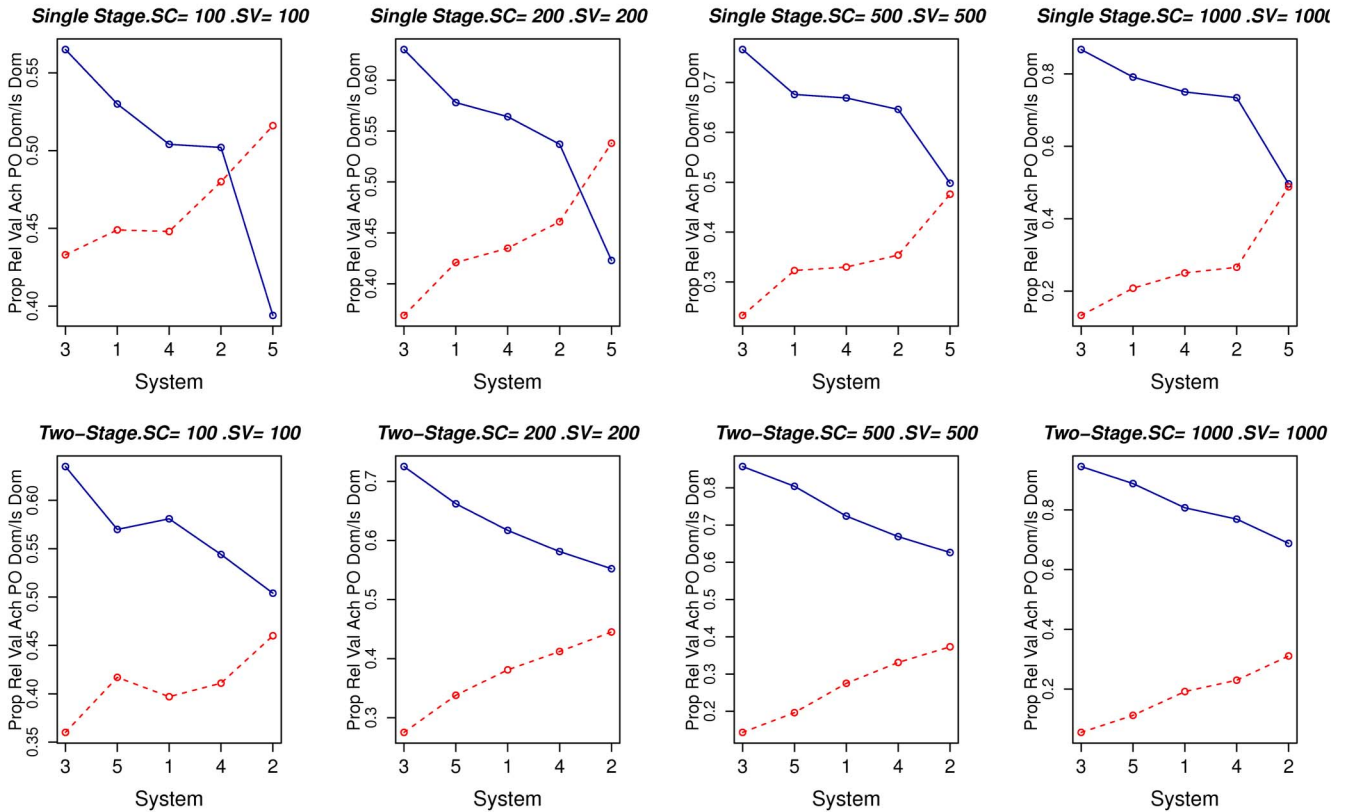 Single Stage.SC= 100 .SV= 100
Prop Rel Val Ach PO Dom/Is Dom
0.55
0.50
0.45
0.40
3 1 4 2 5
System
Single Stage.SC= 200 .SV= 200
Prop Rel Val Ach PO Dom/Is Dom
0.60
0.55
0.50
0.45
0.40
3 1 4 2 5
System
Single Stage.SC= 500 .SV= 500
Prop Rel Val Ach PO Dom/Is Dom
0.7
0.6
0.5
0.4
0.3
3 1 4 2 5
System
Single Stage.SC= 1000 .SV= 100
Prop Rel Val Ach PO Dom/Is Dom
0.8
0.6
0.4
0.2
3 1 4 2 5
System
Two−Stage.SC= 100 .SV= 100
Prop Rel Val Ach PO Dom/Is Dom
0.60
0.55
0.50
0.45
0.40
0.35
3 5 1 4 2
System
Two−Stage.SC= 200 .SV= 200
Prop Rel Val Ach PO Dom/Is Dom
0.7
0.6
0.5
0.4
0.3
3 5 1 4 2
System
Two−Stage.SC= 500 .SV= 500
Prop Rel Val Ach PO Dom/Is Dom
0.8
0.7
0.6
0.5
0.4
0.3
0.2
3 5 1 4 2
System
Two−Stage.SC= 1000 .SV= 1000
Prop Rel Val Ach PO Dom/Is Dom
0.8
0.6
0.4
0.2
3 5 1 4 2
System